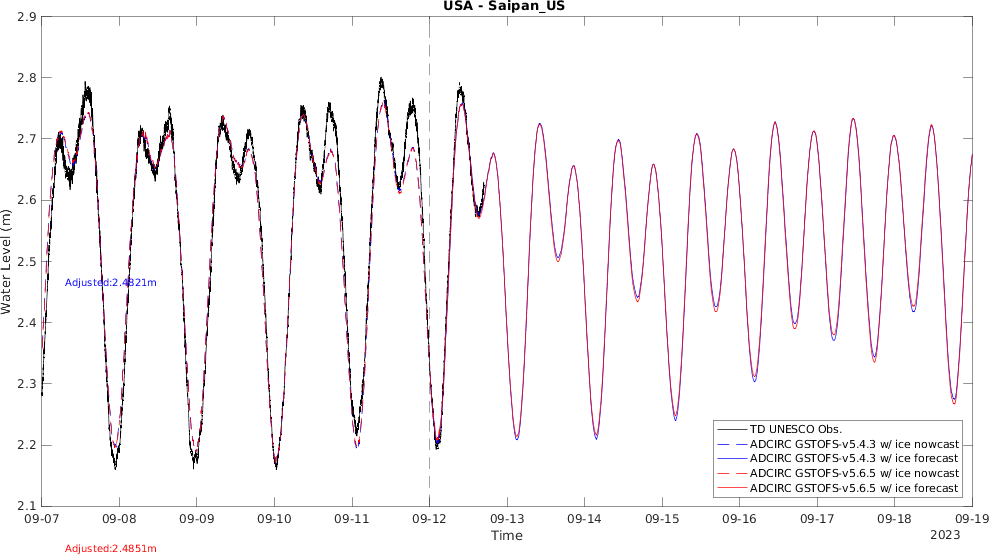 USA - Saipan_US
2.9
2.8
2.7
2.6
2.5
2.4
2.3
2.2
2.1
Water Level (m)
Adjusted:2.4821m
TD UNESCO Obs.
ADCIRC GSTOFS-v5.4.3 w/ ice nowcast
ADCIRC GSTOFS-v5.4.3 w/ ice forecast
ADCIRC GSTOFS-v5.6.5 w/ ice nowcast
ADCIRC GSTOFS-v5.6.5 w/ ice forecast
09-07 09-08 09-09 09-10 09-11 09-12 09-13 09-14 09-15 09-16 09-17 09-18 09-19
Time
2023
Adjusted:2.4851m